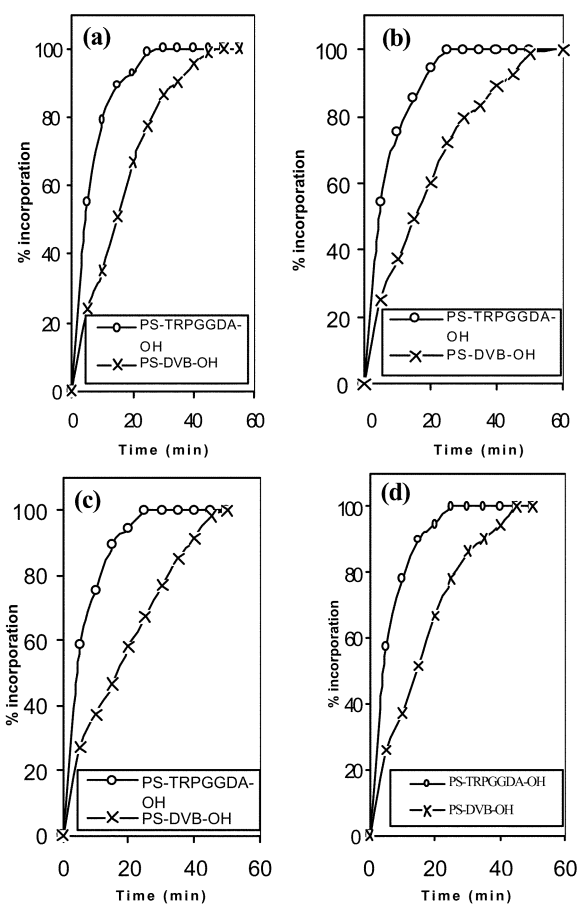 (a)
100
80
60
40
20
0
% incorporation
PS-TRPGGDA-
OH
PS-DVB-OH
0 20 40 60
Time (min)
(b)
100
80
60
40
20
0
% incorporation
PS-TRPGGDA-
OH
PS-DVB-OH
0 20 40 60
Time (min)
(c)
100
80
60
40
20
0
% incorporation
PS-TRPGGDA-
OH
PS-DVB-OH
0 20 40 60
Time (min)
(d)
100
80
60
40
20
0
% incorporation
PS-TRPGGDA-OH
PS-DVB-OH
0 20 40 60
Time (min)